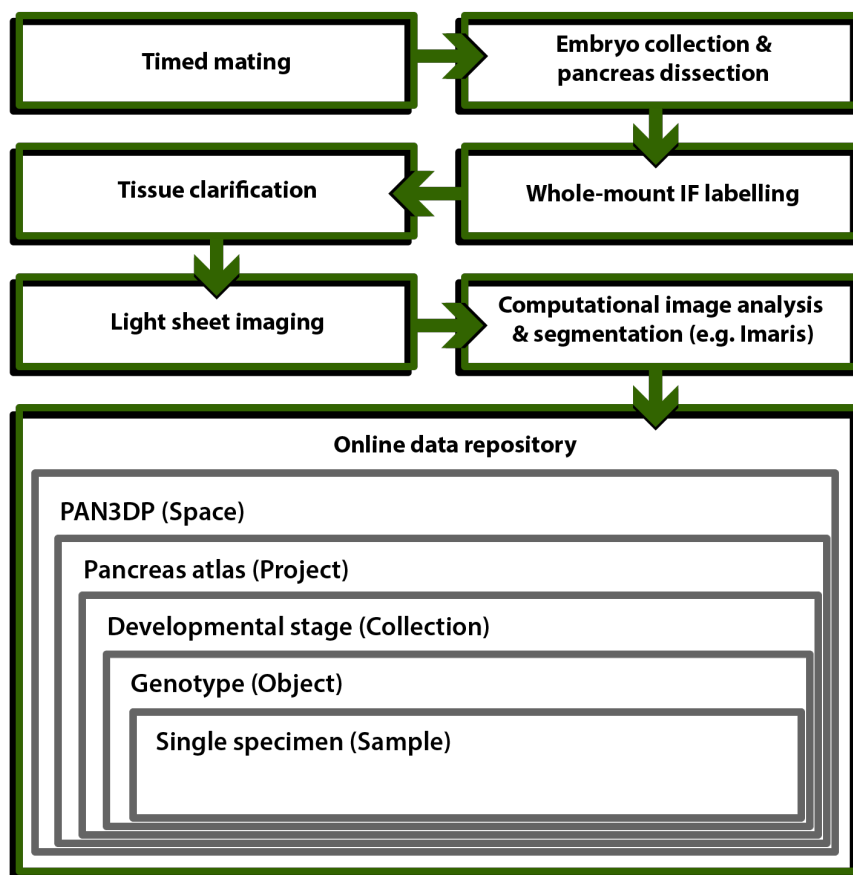 Timed mating
Embryo collection &
pancreas dissection
Tissue clarification
Whole-mount IF labelling
Light sheet imaging
Computational image analysis
& segmentation (e.g. Imaris)
Online data repository
PAN3DP (Space)
Pancreas atlas (Project)
Developmental stage (Collection)
Genotype (Object)
Single specimen (Sample)